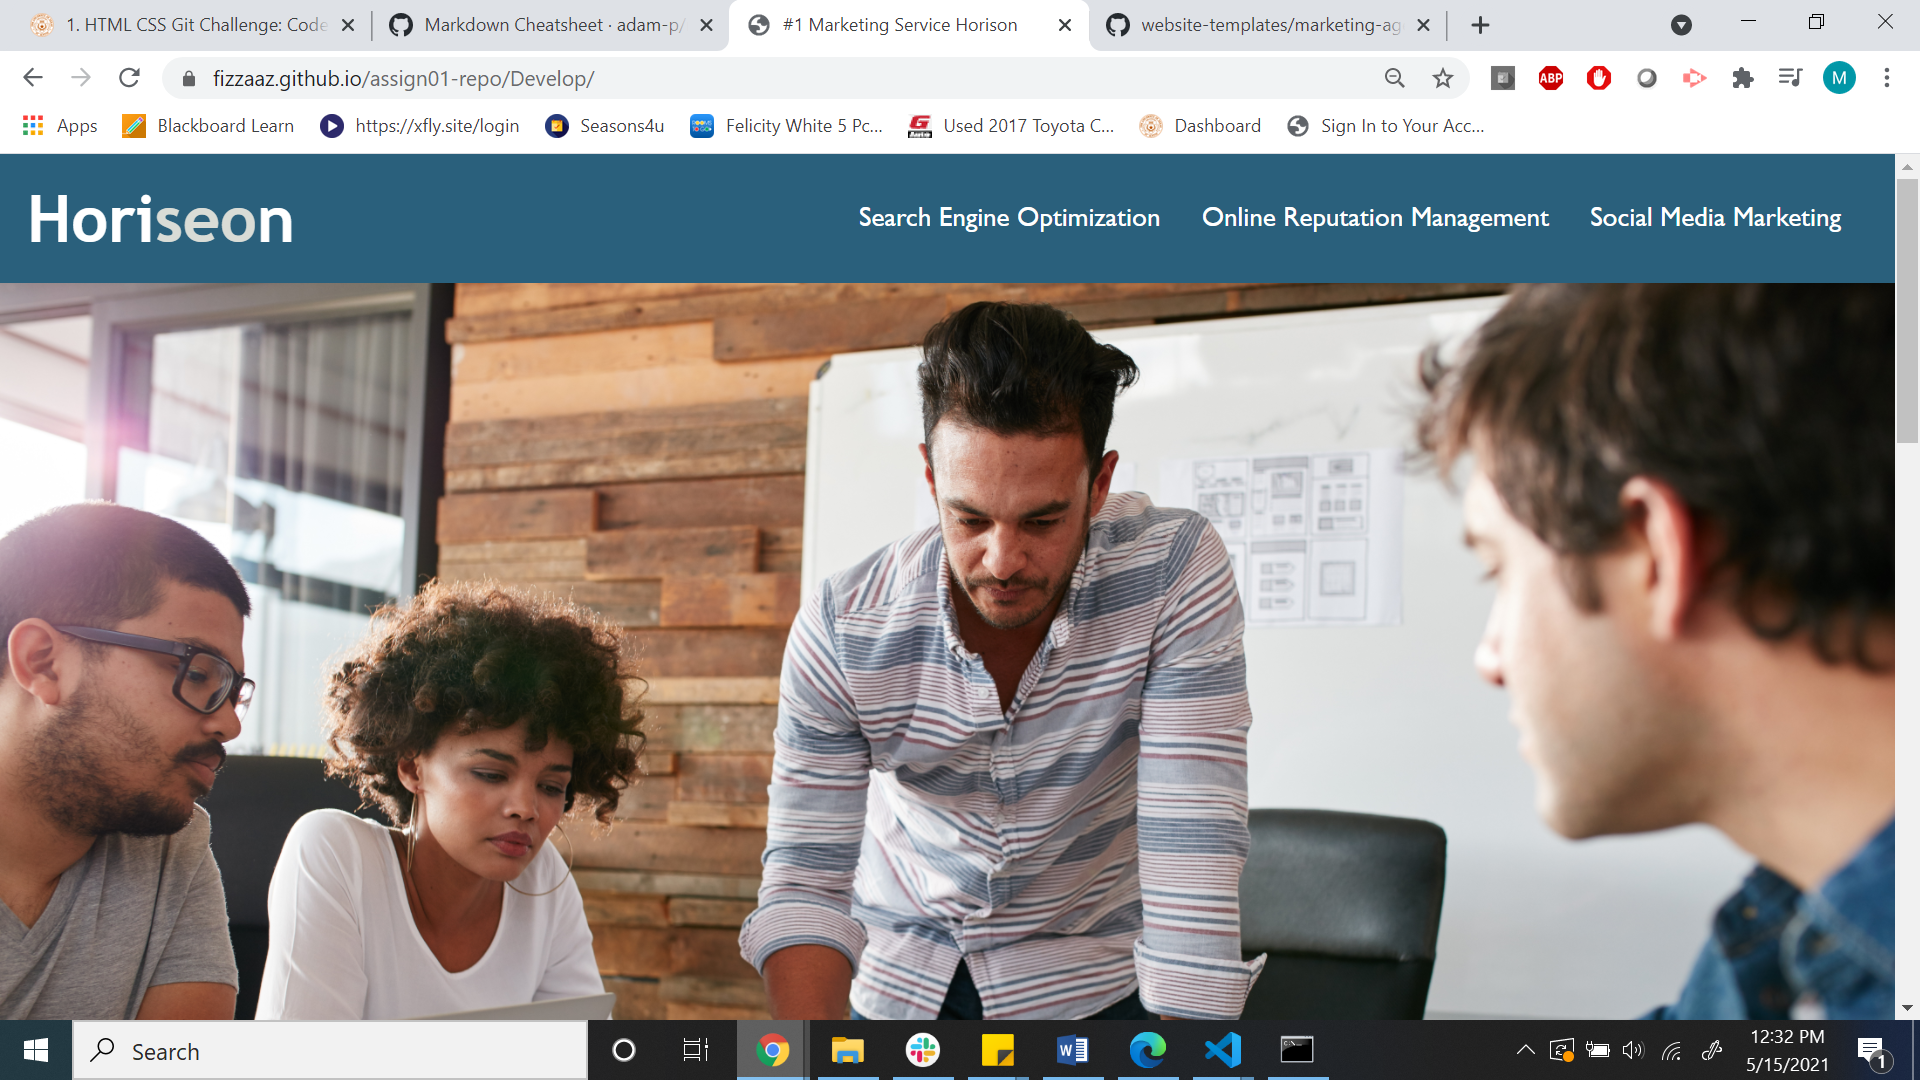 1. HTML CSS Git Challenge: Code
Markdown Cheatsheet · adam-p/
#1 Marketing Service Horison
website-templates/marketing-ag
fizzaaz.github.io/assign01-repo/Develop/
ABP
M
Apps
Blackboard Learn
https://xfly.site/login
Seasons4u
Felicity White 5 Pc...
Used 2017 Toyota C...
Dashboard
Sign In to Your Acc...
Horiseon
Search Engine Optimization
Online Reputation Management
Social Media Marketing
Search
12:32 PM
5/15/2021
1